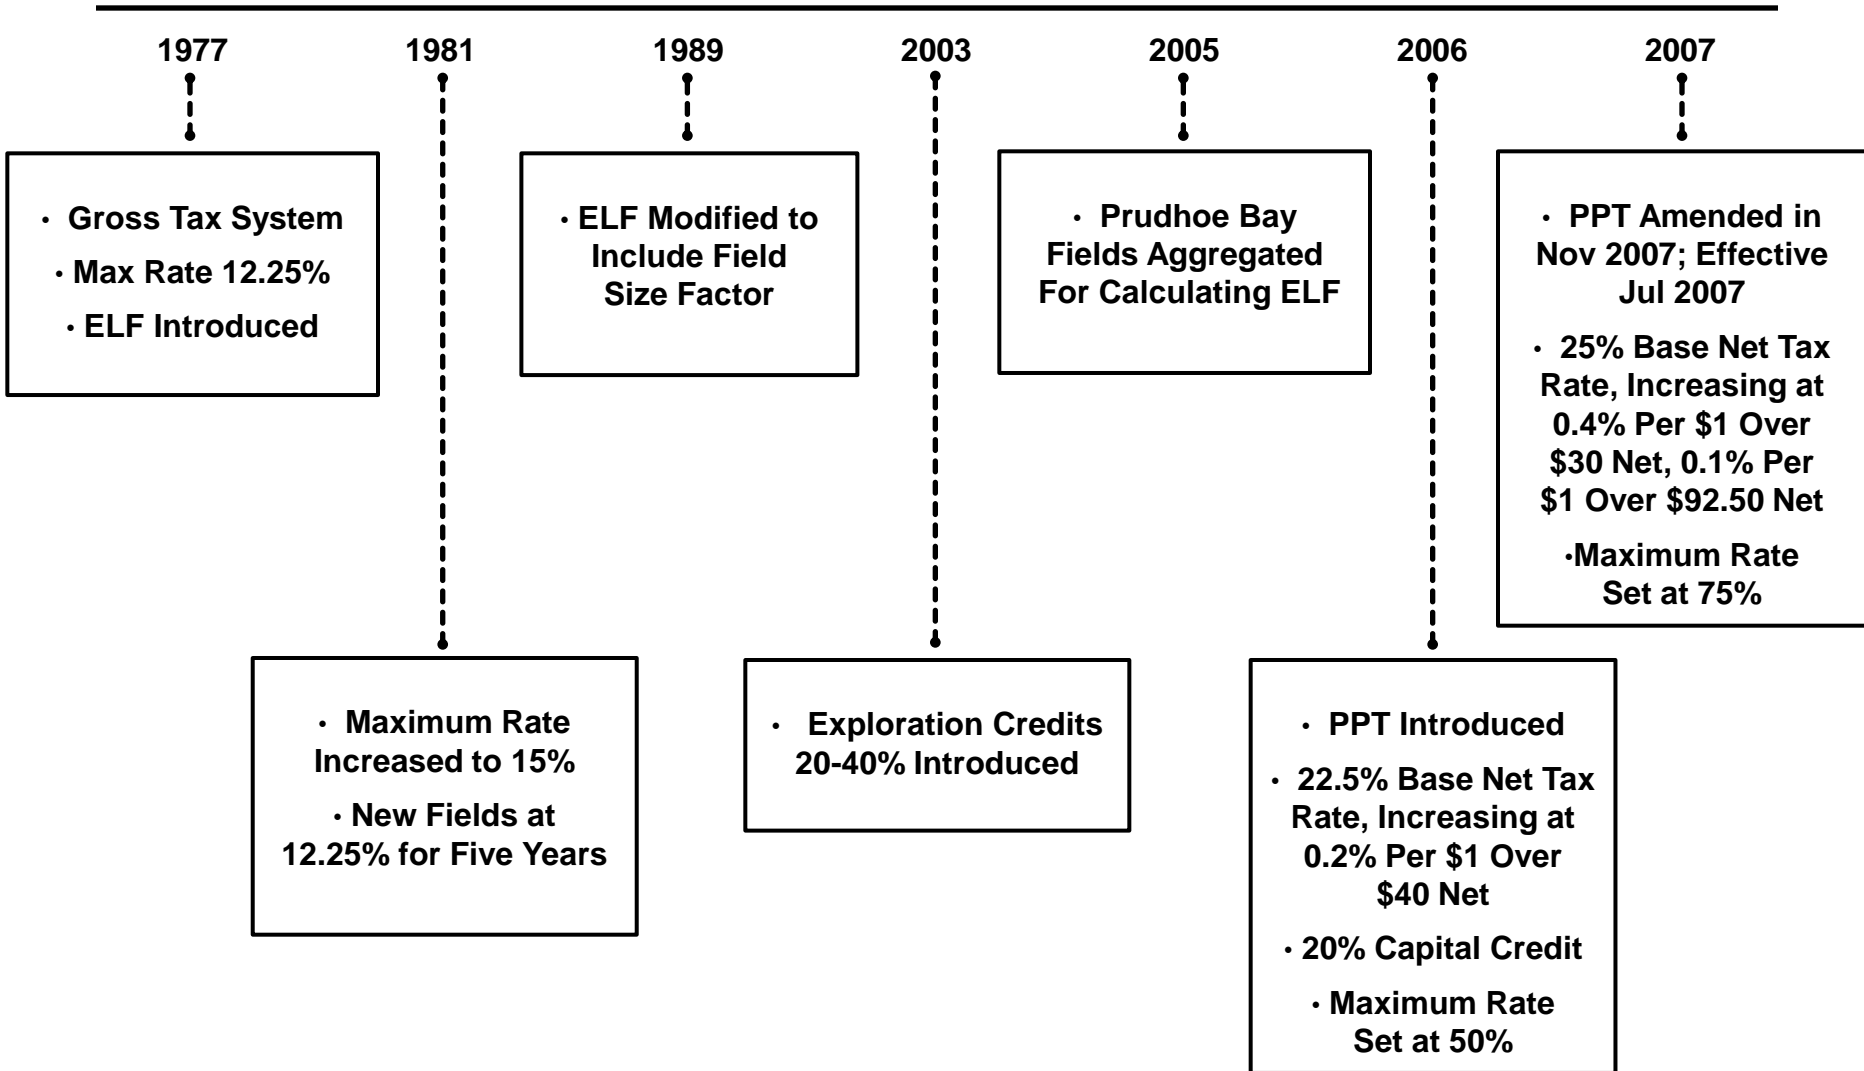 1977
1981
1989
2003
2005
2006
2007
• Gross Tax System
• Max Rate 12.25%
• ELF Introduced
• Maximum Rate
Increased to 15%
• New Fields at
12.25% for Five Years
• ELF Modified to
Include Field
Size Factor
• Exploration Credits
20-40% Introduced
• Prudhoe Bay
Fields Aggregated
For Calculating ELF
• PPT Introduced
• 22.5% Base Net Tax
Rate, Increasing at
0.2% Per $1 Over
$40 Net
• 20% Capital Credit
• Maximum Rate
Set at 50%
• PPT Amended in
Nov 2007; Effective
Jul 2007
• 25% Base Net Tax
Rate, Increasing at
0.4% Per $1 Over
$30 Net, 0.1% Per
$1 Over $92.50 Net
•Maximum Rate
Set at 75%